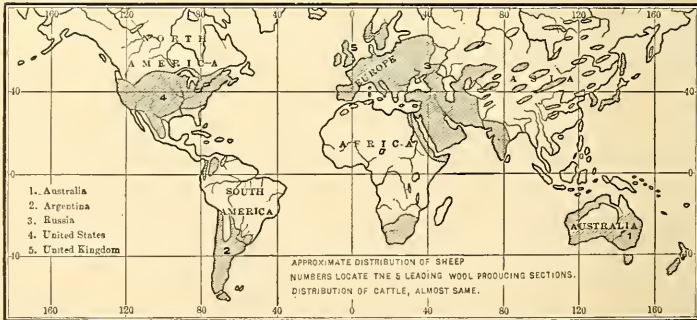 160 120 80 40 0 40 80 120 160
NORTH
AMERICA
EUROPE
ASIA
5
3
4
40
40
AFRICA
0
0
SOUTH
AMERICA
AUSTRALIA
1
2
1. Australia
2. Argentina
3. Russia
4. United States
5. United Kingdom
APPROXIMATE DISTRIBUTION OF SHEEP
NUMBERS LOCATE THE 5 LEADING WOOL PRODUCING SECTIONS.
DISTRIBUTION OF CATTLE, ALMOST SAME.
160 120 80 40 0 40 80 120 160